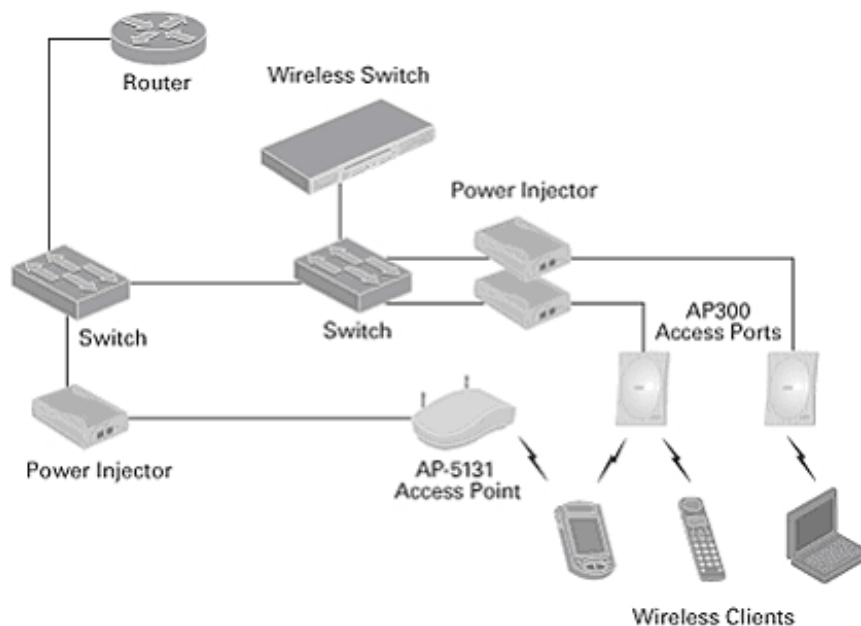 Router
Wireless Switch
Power Injector
Switch
Switch
AP300
Access Ports
Power Injector
AP-5131
Access Point
Wireless Clients